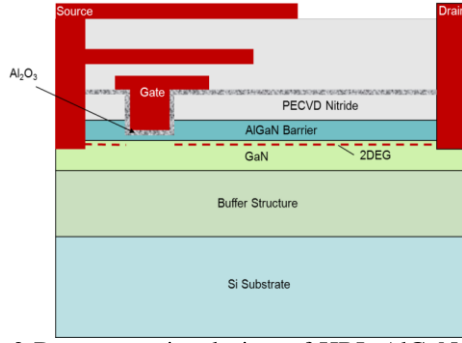 Source
Drain
Al2O3
Gate
PECVD Nitride
AlGaN Barrier
GaN
2DEG
Buffer Structure
Si Substrate